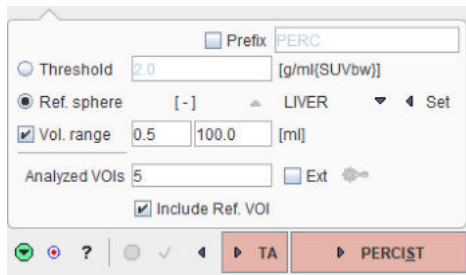 Prefix PERC
Threshold 2.0 [g/ml{SUVbw}]
Ref. sphere [-] LIVER Set
Vol. range 0.5 100.0 [ml]
Analyzed VOIs 5 Ext
Include Ref. VOI
? TA PERCIST